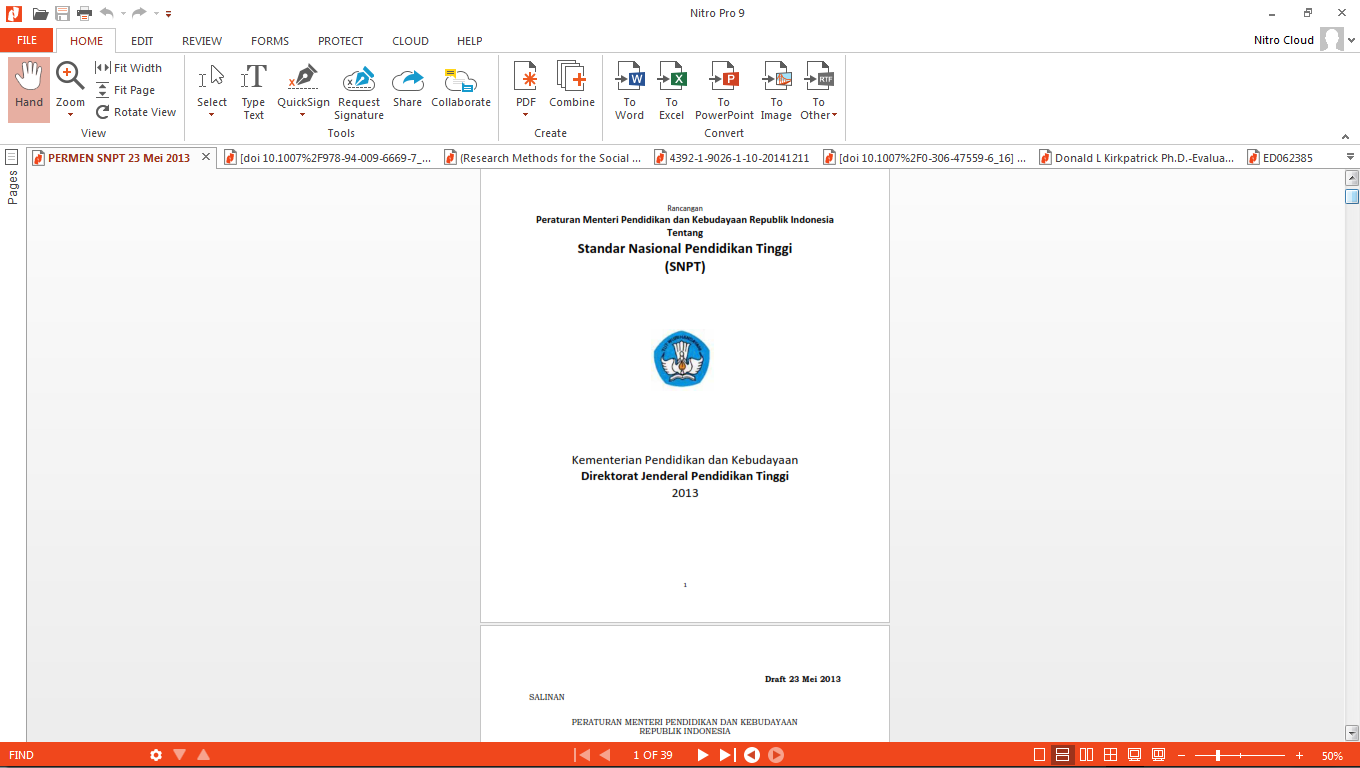 Nitro Pro 9
FILE HOME EDIT REVIEW FORMS PROTECT CLOUD HELP
Nitro Cloud
Hand
Zoom
Fit Width
Fit Page
Rotate View
View
Select
Type
Text
QuickSign
Request
Signature
Share
Collaborate
Tools
PDF
Combine
Create
To
Word
To
Excel
To
PowerPoint
To
Image
To
Other
Convert
PERMEN SNPT 23 Mei 2013
[doi 10.1007%2F978-94-009-6669-7_...
(Research Methods for the Social ...
4392-1-9026-1-10-20141211
[doi 10.1007%2F0-306-47559-6_16] ...
Donald L Kirkpatrick Ph.D.-Evalua...
ED062385
Pages
Rancangan
Peraturan Menteri Pendidikan dan Kebudayaan Republik Indonesia
Tentang
Standar Nasional Pendidikan Tinggi
(SNPT)
Kementerian Pendidikan dan Kebudayaan
Direktorat Jenderal Pendidikan Tinggi
2013
1
Draft 23 Mei 2013
SALINAN
PERATURAN MENTERI PENDIDIKAN DAN KEBUDAYAAN
REPUBLIK INDONESIA
FIND
1 OF 39
50%